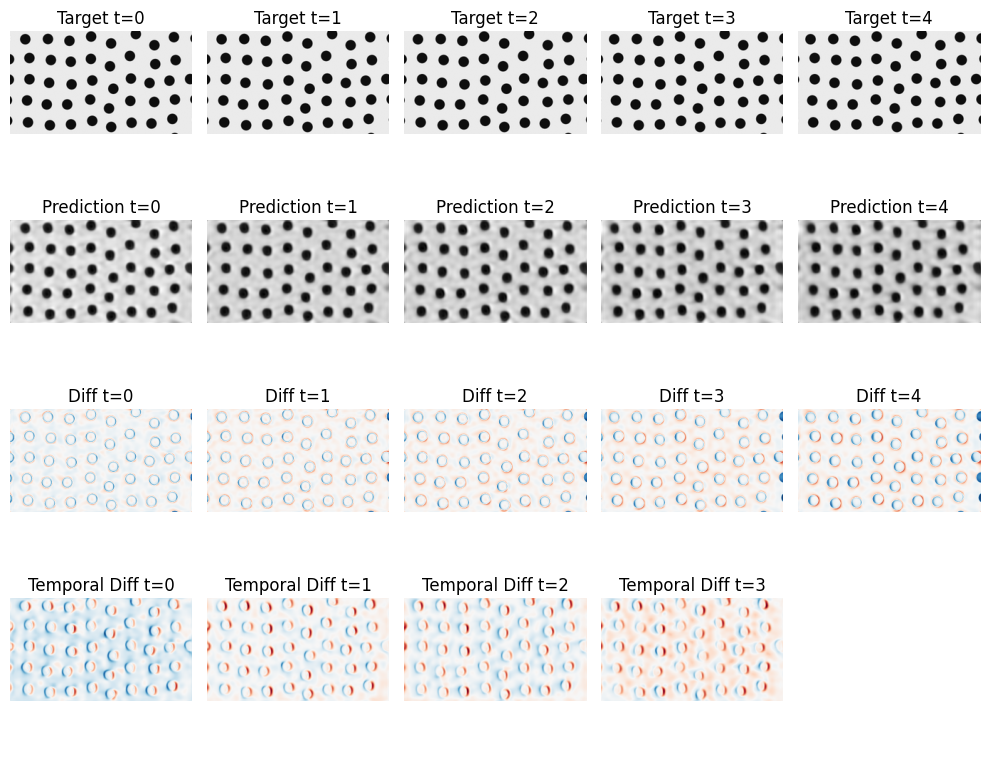 Target t=0 Target t=1 Target t=2 Target t=3 Target t=4
Prediction t=0 Prediction t=1 Prediction t=2 Prediction t=3 Prediction t=4
Diff t=0 Diff t=1 Diff t=2 Diff t=3 Diff t=4
Temporal Diff t=0 Temporal Diff t=1 Temporal Diff t=2 Temporal Diff t=3